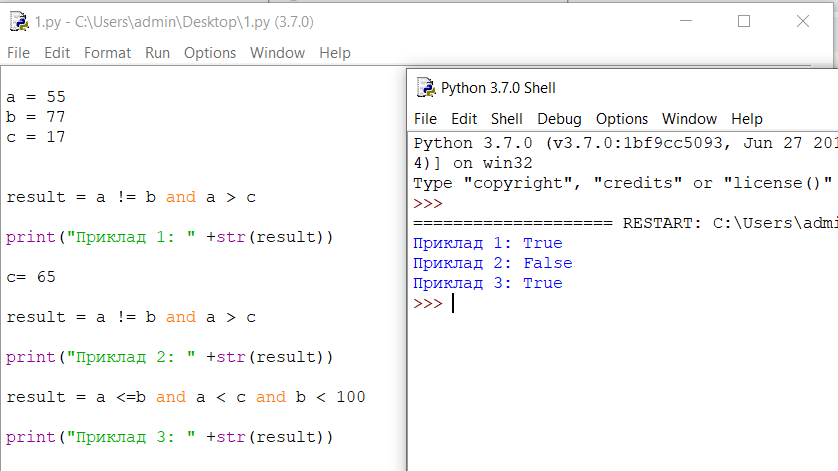 1.py - C:\Users\admin\Desktop\1.py (3.7.0)
File Edit Format Run Options Window Help
a = 55
b = 77
c = 17
result = a != b and a > c
print("Приклад 1: " +str(result))
c= 65
result = a != b and a > c
print("Приклад 2: " +str(result))
result = a <=b and a < c and b < 100
print("Приклад 3: " +str(result))
Python 3.7.0 Shell
File Edit Shell Debug Options Window Help
Python 3.7.0 (v3.7.0:1bf9cc5093, Jun 27 201
4)] on win32
Type "copyright", "credits" or "license()"
>>>
==================== RESTART: C:\Users\admi
Приклад 1: True
Приклад 2: False
Приклад 3: True
>>>